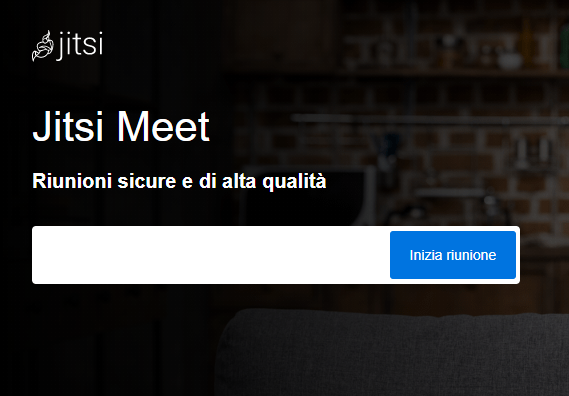 jitsi
Jitsi Meet
Riunioni sicure e di alta qualità
Inizia riunione